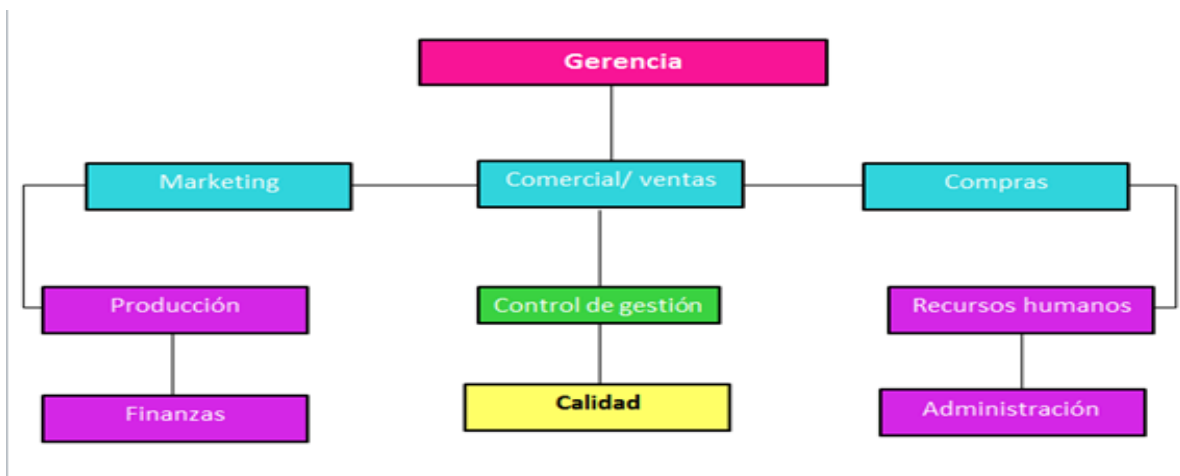 Gerencia
Marketing
Comercial/ ventas
Compras
Producción
Control de gestión
Recursos humanos
Finanzas
Calidad
Administración